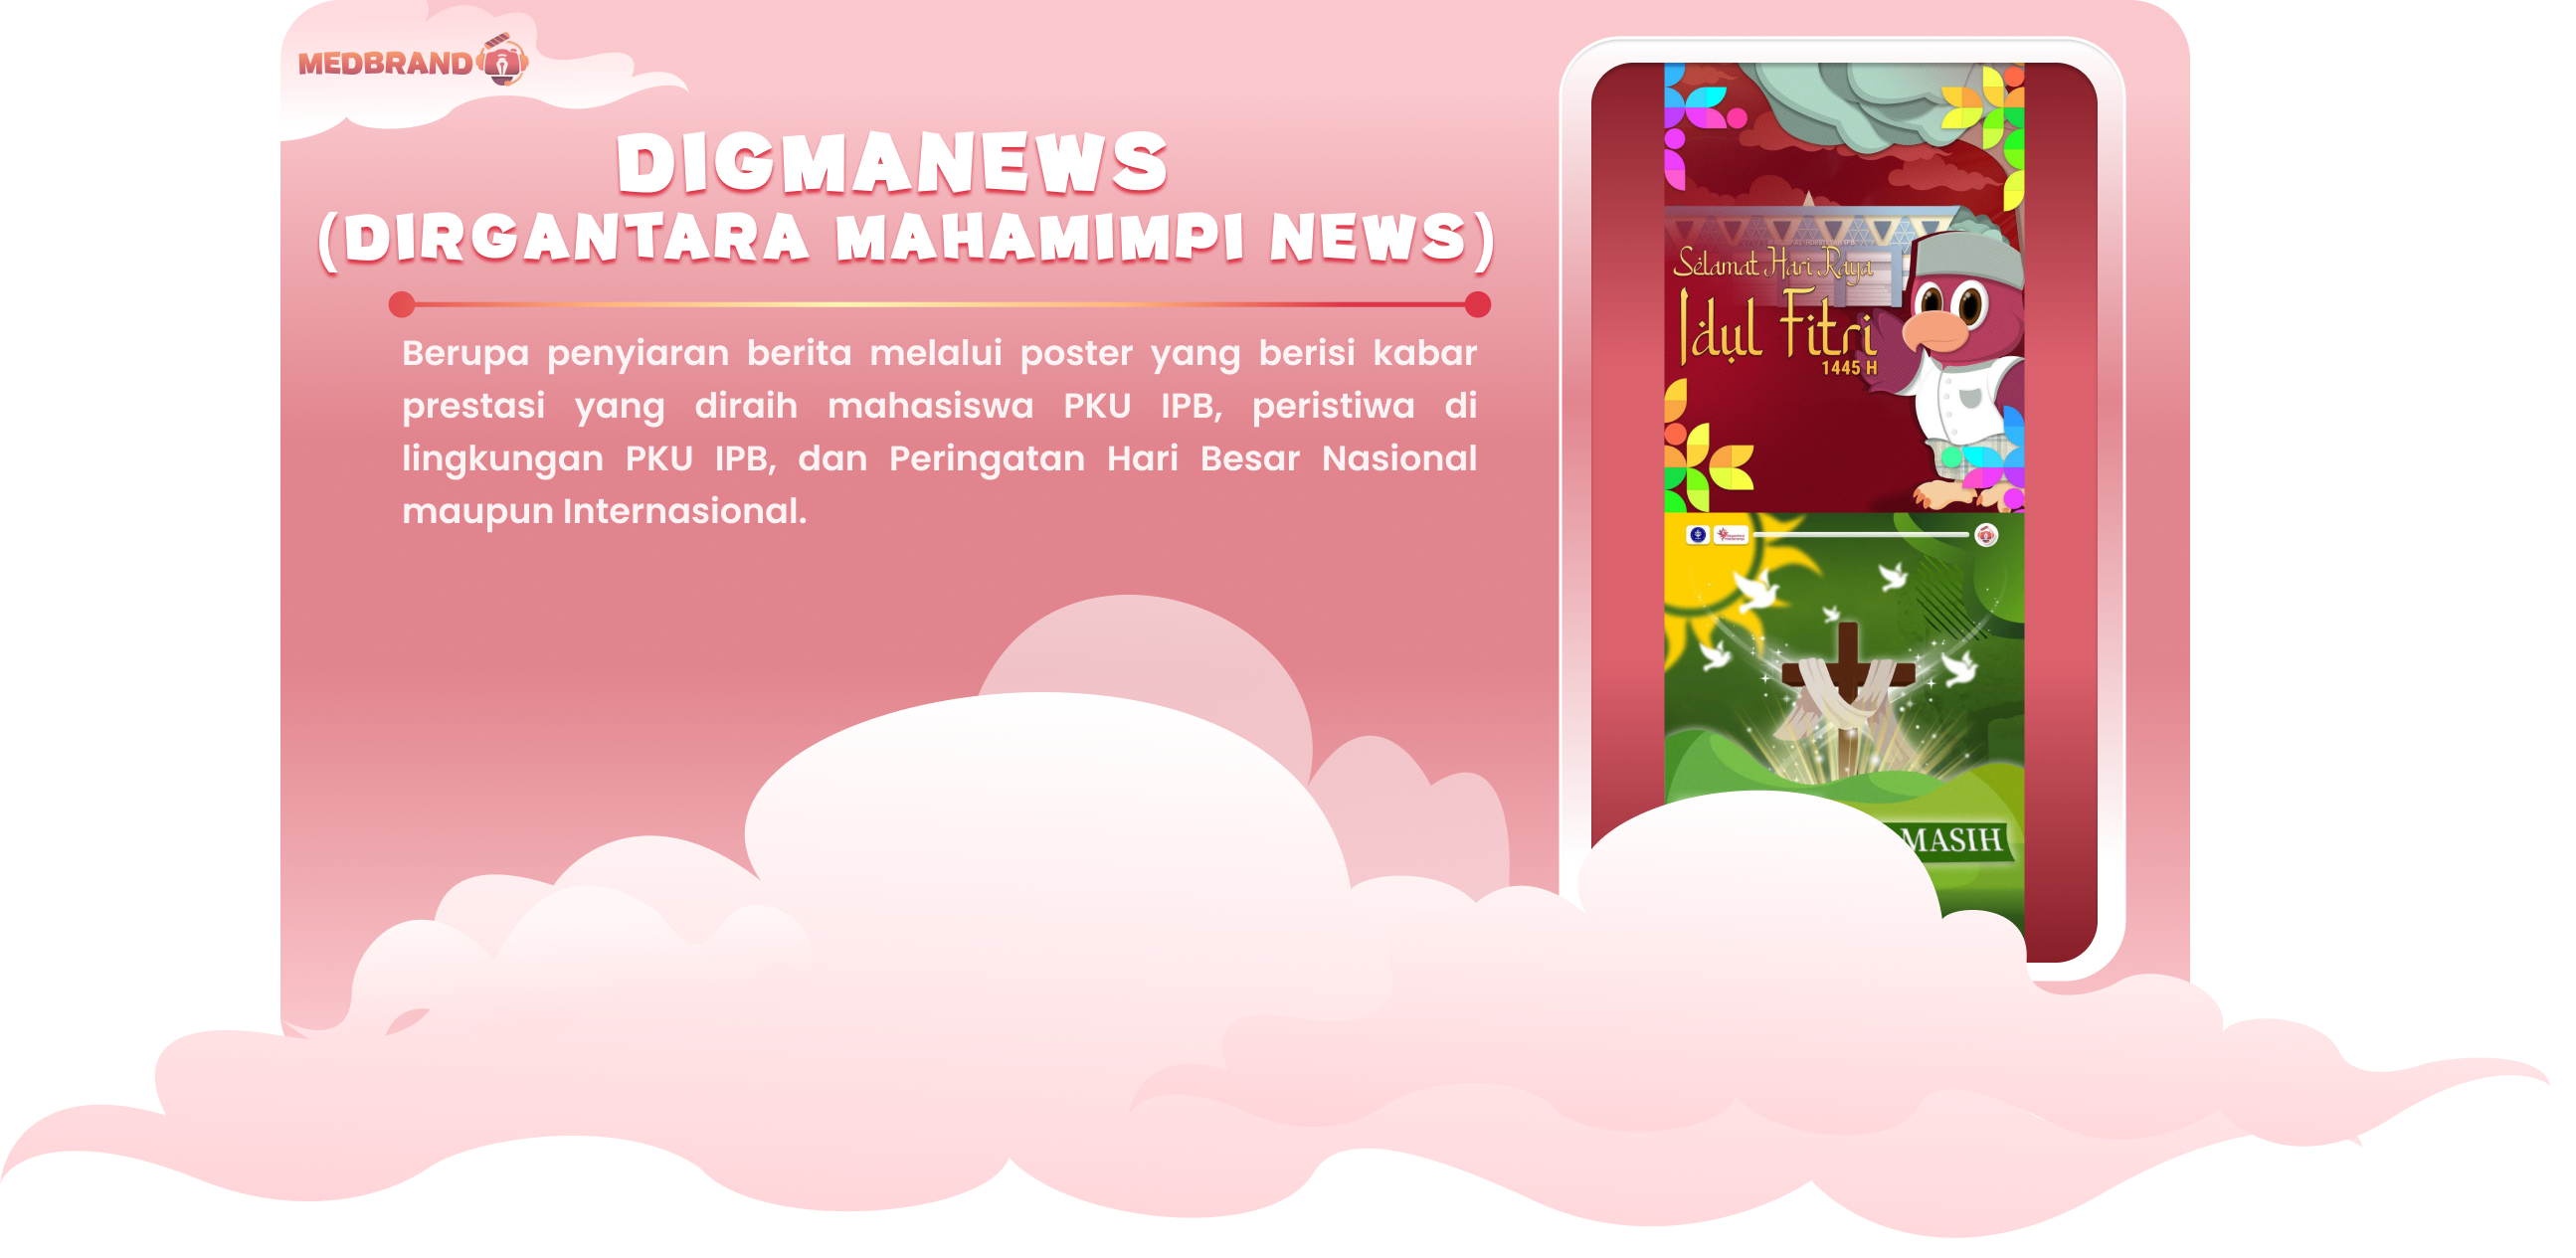 MEDBRAND
DIGMANEWS
(DIRGANTARA MAHAMIMPI NEWS)
Berupa penyiaran berita melalui poster yang berisi kabar
prestasi yang diraih mahasiswa PKU IPB, peristiwa di
lingkungan PKU IPB, dan Peringatan Hari Besar Nasional
maupun Internasional.
Selamat Hari Raya
Idul Fitri
1445 H
MASIH